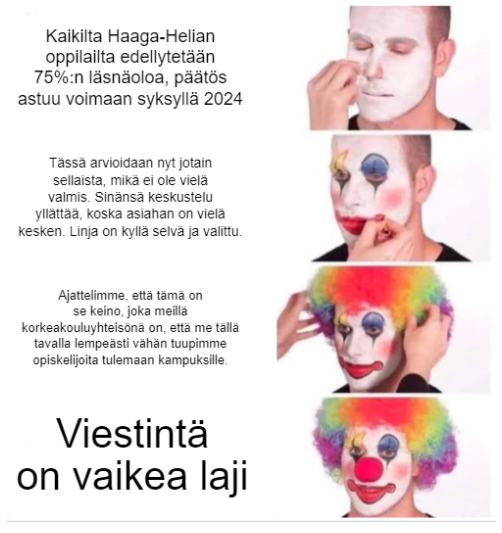 Kaikilta Haaga-Helian
oppilailta edellytetään
75%:n läsnäoloa, päätös
astuu voimaan syksyllä 2024
Tässä arvioidaan nyt jotain
sellaista, mikä ei ole vielä
valmis. Sinänsä keskustelu
yllättää, koska asiahan on vielä
kesken. Linja on kyllä selvä ja valittu.
Ajattelimme, että tämä on
se keino, joka meillä
korkeakouluyhteisönä on, että me tällä
tavalla lempeästi vähän tuupimme
opiskelijoita tulemaan kampuksille.
Viestintä
on vaikea laji